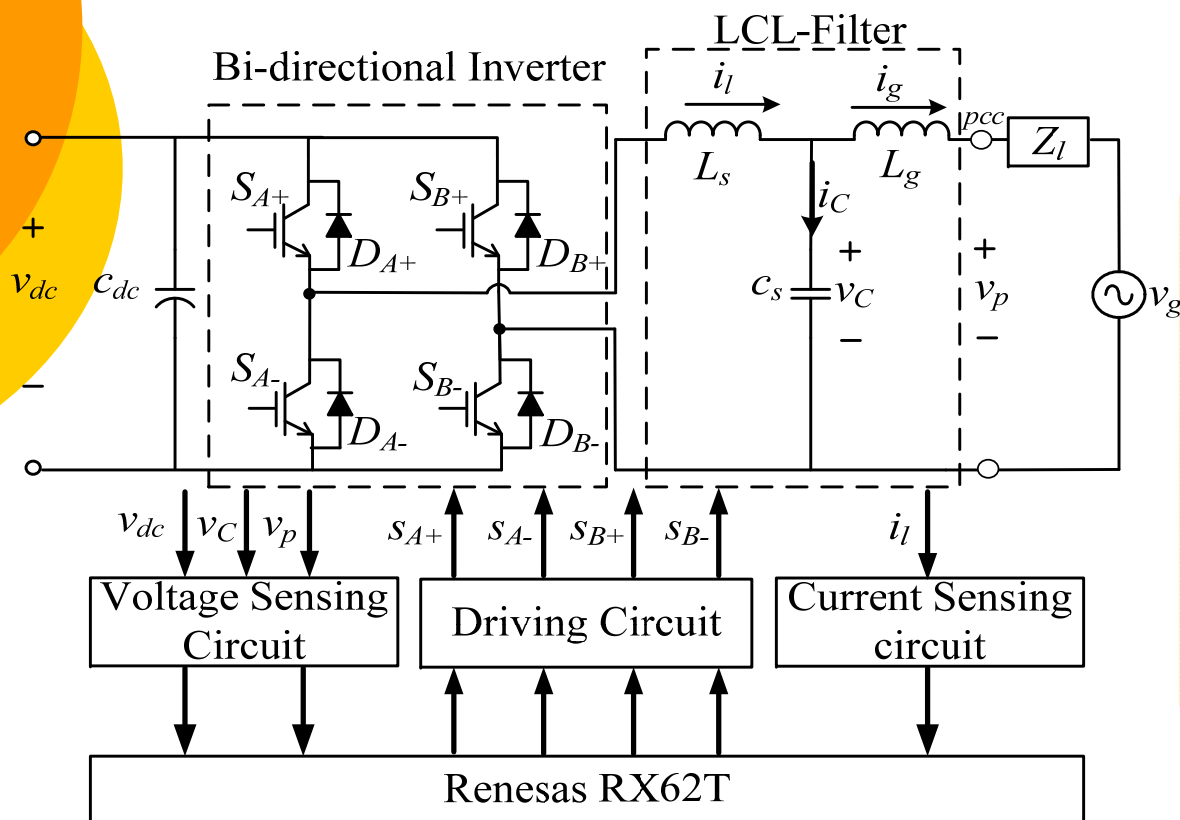 LCL-Filter
Bi-directional Inverter
i_l
i_g
pcc
Z_l
L_s
L_g
S_A+
S_B+
i_C
+
D_A+
D_B+
+
+
v_dc
c_dc
c_s
v_C
v_p
v_g
−
−
S_A-
S_B-
−
D_A-
D_B-
v_dc
v_C
v_p
s_A+
s_A-
s_B+
s_B-
i_l
Voltage Sensing
Circuit
Driving Circuit
Current Sensing
circuit
Renesas RX62T